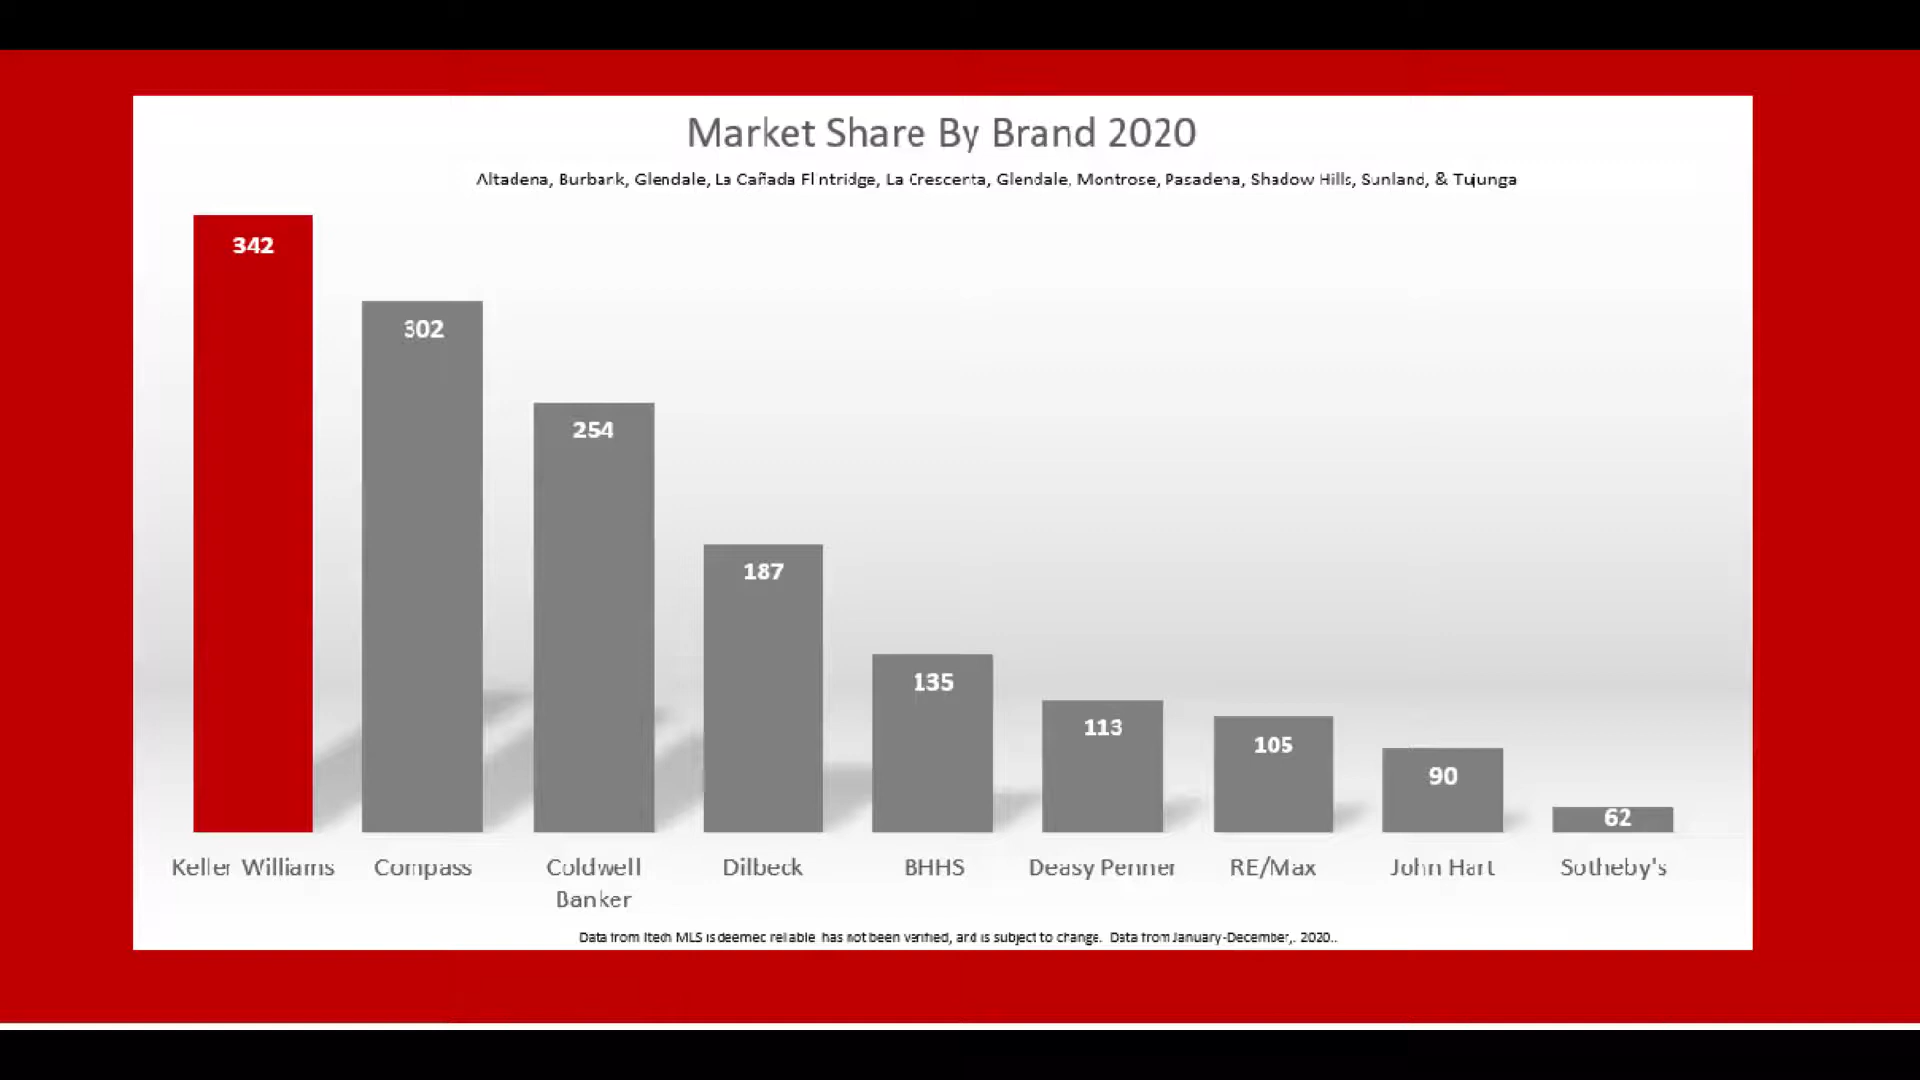 Market Share By Brand 2020
Altadena, Burbank, Glendale, La Cañada Flintridge, La Crescenta, Glendale, Montrose, Pasadena, Shadow Hills, Sunland, & Tujunga
342
302
254
187
135
113
105
90
62
Keller Williams
Compass
Coldwell
Banker
Dilbeck
BHHS
Deasy Penner
RE/Max
John Hart
Sotheby's
Data from Itech MLS is deemed reliable has not been verified, and is subject to change. Data from January-December,. 2020..